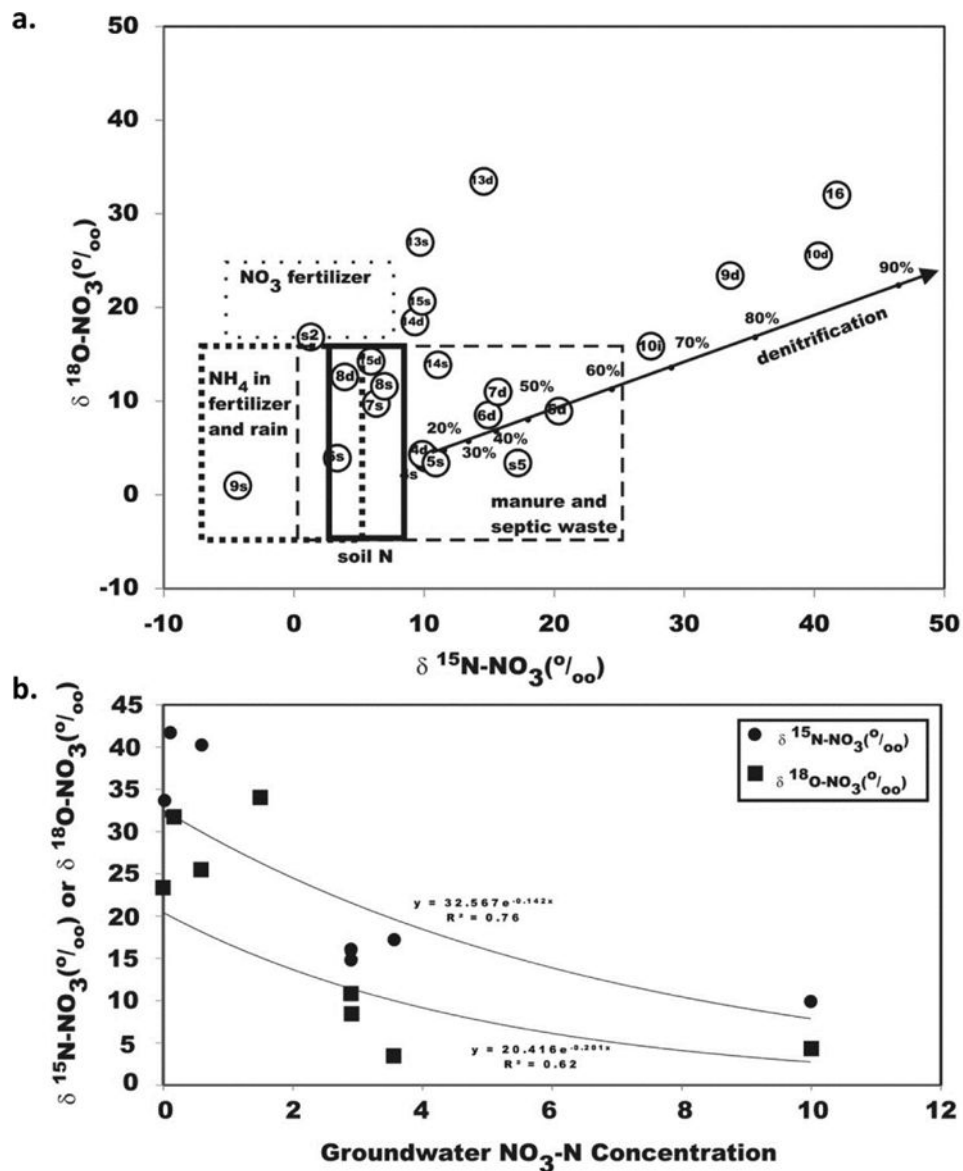 a.
50
40
30
20
10
0
-10
δ 18O-NO3(o/oo)
13d
16
13s
10d
90%
9d
NO3 fertilizer
15s
14d
s2
80%
denitrification
70%
10i
15d
14s
NH4 in
fertilizer
and rain
8d
8s
7s
60%
7d
50%
6d
20%
40%
30%
4d
5s
s5
9s
manure and
septic waste
soil N
-10
0
10
20
30
40
50
δ 15N-NO3(o/oo)
b.
45
40
35
30
25
20
15
10
5
0
δ 15N-NO3(o/oo) or δ 18O-NO3(o/oo)
δ 15N-NO3(o/oo)
δ 18O-NO3(o/oo)
y = 32.567e-0.142x
R² = 0.76
y = 20.416e-0.201x
R² = 0.62
0
2
4
6
8
10
12
Groundwater NO3-N Concentration